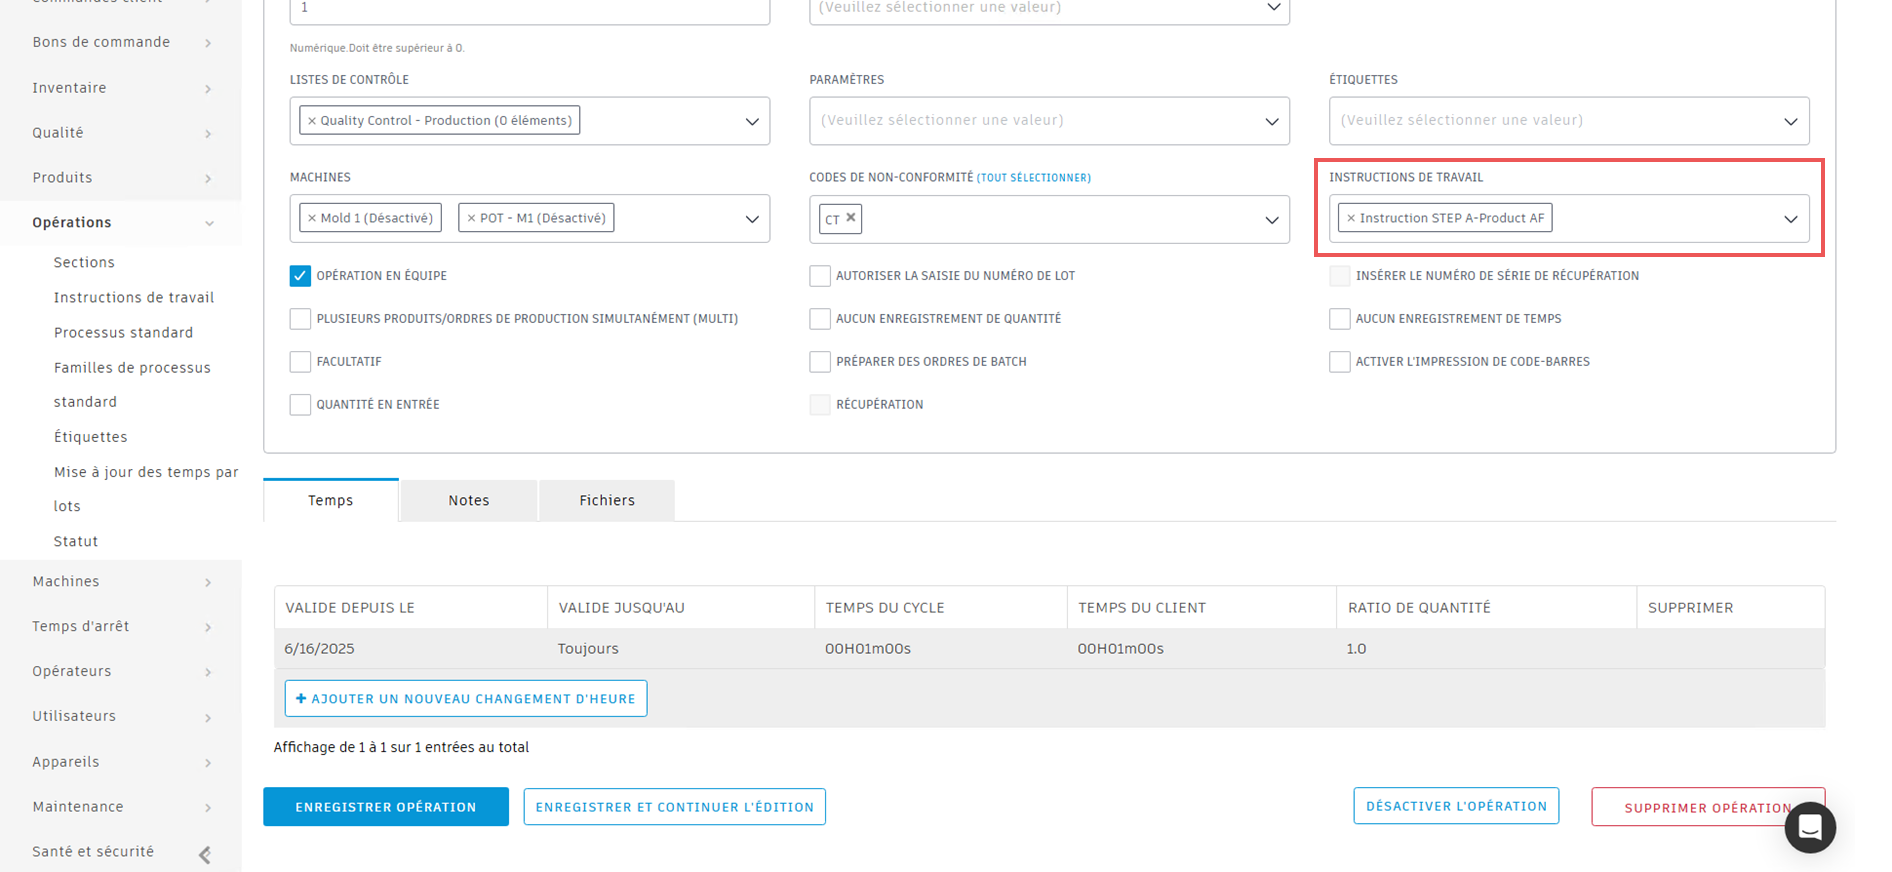 Commandes client
Bons de commande
Inventaire
Qualité
Produits
Opérations
Sections
Instructions de travail
Processus standard
Familles de processus
standard
Étiquettes
Mise à jour des temps par
lots
Statut
Machines
Temps d'arrêt
Opérateurs
Utilisateurs
Appareils
Maintenance
Santé et sécurité
1
(Veuillez sélectionner une valeur)
Numérique.Doit être supérieur à 0.
LISTES DE CONTRÔLE
× Quality Control - Production (0 éléments)
PARAMÈTRES
(Veuillez sélectionner une valeur)
ÉTIQUETTES
(Veuillez sélectionner une valeur)
MACHINES
× Mold 1 (Désactivé) × POT - M1 (Désactivé)
CODES DE NON-CONFORMITÉ (TOUT SÉLECTIONNER)
CT ×
INSTRUCTIONS DE TRAVAIL
× Instruction STEP A-Product AF
OPÉRATION EN ÉQUIPE
AUTORISER LA SAISIE DU NUMÉRO DE LOT
INSÉRER LE NUMÉRO DE SÉRIE DE RÉCUPÉRATION
PLUSIEURS PRODUITS/ORDRES DE PRODUCTION SIMULTANÉMENT (MULTI)
AUCUN ENREGISTREMENT DE QUANTITÉ
AUCUN ENREGISTREMENT DE TEMPS
FACULTATIF
PRÉPARER DES ORDRES DE BATCH
ACTIVER L'IMPRESSION DE CODE-BARRES
QUANTITÉ EN ENTRÉE
RÉCUPÉRATION
Temps Notes Fichiers
VALIDE DEPUIS LE VALIDE JUSQU'AU TEMPS DU CYCLE TEMPS DU CLIENT RATIO DE QUANTITÉ SUPPRIMER
6/16/2025 Toujours 00H01m00s 00H01m00s 1.0
+ AJOUTER UN NOUVEAU CHANGEMENT D'HEURE
Affichage de 1 à 1 sur 1 entrées au total
ENREGISTRER OPÉRATION ENREGISTRER ET CONTINUER L'ÉDITION DÉSACTIVER L'OPÉRATION SUPPRIMER OPÉRATION